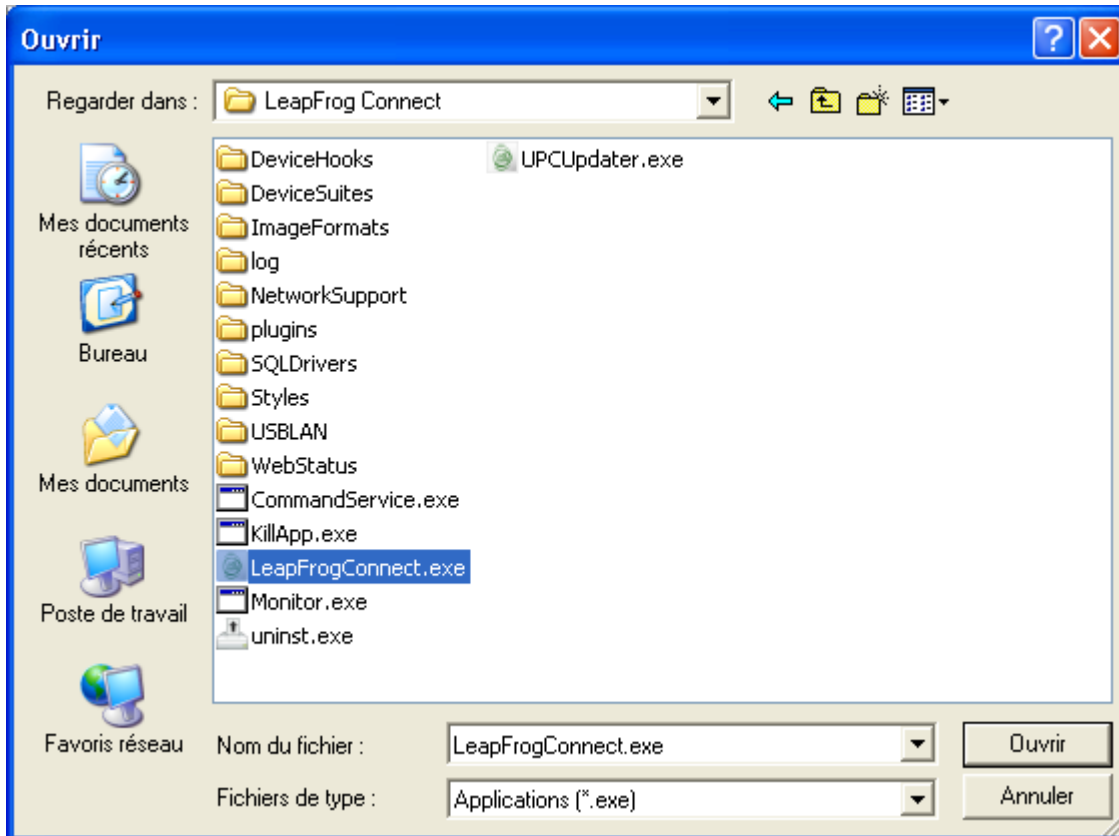 Ouvrir
Regarder dans :
LeapFrog Connect
Mes documents
récents
Bureau
Mes documents
Poste de travail
Favoris réseau
DeviceHooks
DeviceSuites
ImageFormats
log
NetworkSupport
plugins
SQLDrivers
Styles
USBLAN
WebStatus
CommandService.exe
KillApp.exe
LeapFrogConnect.exe
Monitor.exe
uninst.exe
UPCUpdater.exe
Nom du fichier :
LeapFrogConnect.exe
Ouvrir
Fichiers de type :
Applications (*.exe)
Annuler